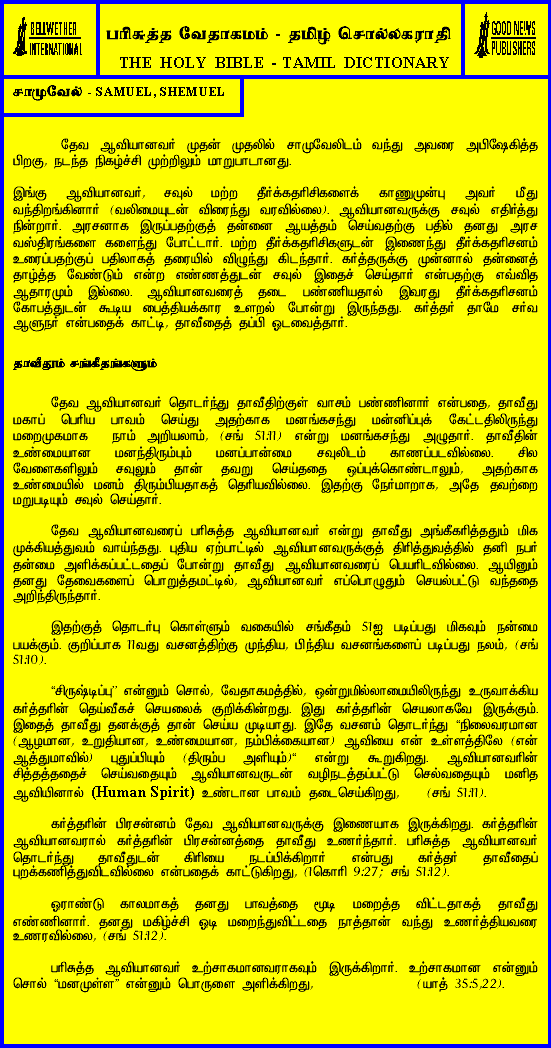 BELLWETHER
INTERNATIONAL
பரிசுத்த வேதாகமம் - தமிழ் சொல்லகராதி
THE HOLY BIBLE - TAMIL DICTIONARY
GOOD NEWS
PUBLISHERS
சாமுவேல் - SAMUEL, SHEMUEL
தேவ ஆவியானவர் முதன் முதலில் சாமுவேலிடம் வந்து அவரை அபிஷேகித்த
பிறகு, நடந்த நிகழ்ச்சி முற்றிலும் மாறுபாடானது.
இங்கு ஆவியானவர், சவுல் மற்ற தீர்க்கதரிசிகளைக் காணுமுன்பு அவர் மீது
வந்திறங்கினார் (வலிமையுடன் விரைந்து வரவில்லை). ஆவியானவருக்கு சவுல் எதிர்த்து
நின்றார். அரசனாக இருப்பதற்குத் தன்னை ஆயத்தம் செய்வதற்கு பதில் தனது அரச
வஸ்திரங்களை களைந்து போட்டார். மற்ற தீர்க்கதரிசிகளுடன் இணைந்து தீர்க்கதரிசனம்
உரைப்பதற்குப் பதிலாகத் தரையில் விழுந்து கிடந்தார். கர்த்தருக்கு முன்னால் தன்னைத்
தாழ்த்த வேண்டும் என்ற எண்ணத்துடன் சவுல் இதைச் செய்தார் என்பதற்கு எவ்வித
ஆதாரமும் இல்லை. ஆவியானவரைத் தடை பண்ணியதால் இவரது தீர்க்கதரிசனம்
கோபத்துடன் கூடிய பைத்தியக்கார உளறல் போன்று இருந்தது. கர்த்தர் தாமே சர்வ
ஆளுநர் என்பதைக் காட்டி, தாவீதைத் தப்பி ஓடவைத்தார்.
தாவீதும் சங்கீதங்களும்
தேவ ஆவியானவர் தொடர்ந்து தாவீதிற்குள் வாசம் பண்ணினார் என்பதை, தாவீது
மகாப் பெரிய பாவம் செய்து அதற்காக மனங்கசந்து மன்னிப்புக் கேட்டதிலிருந்து
மறைமுகமாக நாம் அறியலாம், (சங் 51:11) என்று மனங்கசந்து அழுதார். தாவீதின்
உண்மையான மனந்திரும்பும் மனப்பான்மை சவுலிடம் காணப்படவில்லை. சில
வேளைகளிலும் சவுலும் தான் தவறு செய்ததை ஒப்புக்கொண்டாலும், அதற்காக
உண்மையில் மனம் திரும்பியதாகத் தெரியவில்லை. இதற்கு நேர்மாறாக, அதே தவற்றை
மறுபடியும் சவுல் செய்தார்.
தேவ ஆவியானவரைப் பரிசுத்த ஆவியானவர் என்று தாவீது அங்கீகரித்ததும் மிக
முக்கியத்துவம் வாய்ந்தது. புதிய ஏற்பாட்டில் ஆவியானவருக்குத் திரித்துவத்தில் தனி நபர்
தன்மை அளிக்கப்பட்டதைப் போன்று தாவீது ஆவியானவரைப் பெயரிடவில்லை. ஆயினும்
தனது தேவைகளைப் பொறுத்தமட்டில், ஆவியானவர் எப்பொழுதும் செயல்பட்டு வந்ததை
அறிந்திருந்தார்.
இதற்குத் தொடர்பு கொள்ளும் வகையில் சங்கீதம் 51ஐ படிப்பது மிகவும் நன்மை
பயக்கும். குறிப்பாக 11வது வசனத்திற்கு முந்திய, பிந்திய வசனங்களைப் படிப்பது நலம், (சங்
51:10).
“சிருஷ்டிப்பு’’ என்னும் சொல், வேதாகமத்தில், ஒன்றுமில்லாமையிலிருந்து உருவாக்கிய
கர்த்தரின் தெய்வீகச் செயலைக் குறிக்கின்றது. இது கர்த்தரின் செயலாகவே இருக்கும்.
இதைத் தாவீது தனக்குத் தான் செய்ய முடியாது. இதே வசனம் தொடர்ந்து “நிலைவரமான
(ஆழமான, உறுதியான, உண்மையான, நம்பிக்கையான) ஆவியை என் உள்ளத்திலே (என்
ஆத்துமாவில்) புதுப்பியும் (திரும்ப அளியும்)“ என்று கூறுகிறது. ஆவியானவரின்
சித்தத்ததைச் செய்வதையும் ஆவியானவருடன் வழிநடத்தப்பட்டு செல்வதையும் மனித
ஆவியினால் (Human Spirit) உண்டான பாவம் தடைசெய்கிறது, (சங் 51:11).
கர்த்தரின் பிரசன்னம் தேவ ஆவியானவருக்கு இணையாக இருக்கிறது. கர்த்தரின்
ஆவியானவரால் கர்த்தரின் பிரசன்னத்தை தாவீது உணர்ந்தார். பரிசுத்த ஆவியானவர்
தொடர்ந்து தாவீதுடன் கிரியை நடப்பிக்கிறார் என்பது கர்த்தர் தாவீதைப்
புறக்கணித்துவிடவில்லை என்பதைக் காட்டுகிறது, (1கொரி 9:27; சங் 51:12).
ஓராண்டு காலமாகத் தனது பாவத்தை மூடி மறைத்த விட்டதாகத் தாவீது
எண்ணினார். தனது மகிழ்ச்சி ஓடி மறைந்துவிட்டதை நாத்தான் வந்து உணர்த்தியவரை
உணரவில்லை, (சங் 51:12).
பரிசுத்த ஆவியானவர் உற்சாகமானவராகவும் இருக்கிறார். உற்சாகமான என்னும்
சொல் “மனமுள்ள” என்னும் பொருளை அளிக்கிறது, (யாத் 35:5,22).